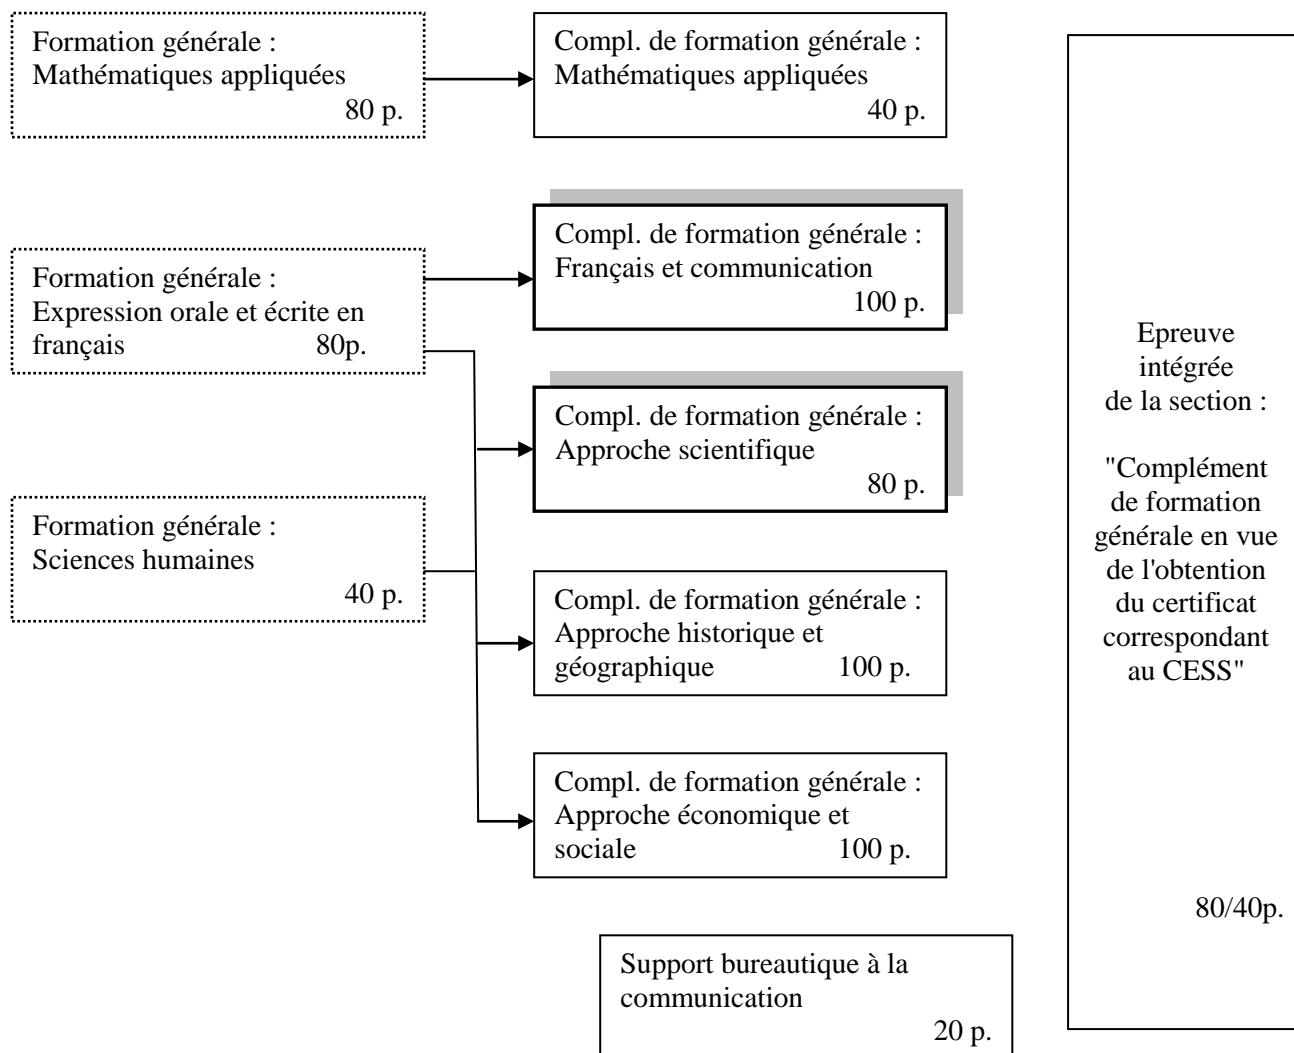 Formation générale :
Mathématiques appliquées
80 p.
Compl. de formation générale :
Mathématiques appliquées
40 p.
Formation générale :
Expression orale et écrite en
français 80p.
Compl. de formation générale :
Français et communication
100 p.
Compl. de formation générale :
Approche scientifique
80 p.
Formation générale :
Sciences humaines
40 p.
Compl. de formation générale :
Approche historique et
géographique 100 p.
Compl. de formation générale :
Approche économique et
sociale 100 p.
Support bureautique à la
communication
20 p.
Epreuve
intégrée
de la section :
"Complément
de formation
générale en vue
de l'obtention
du certificat
correspondant
au CESS"
80/40p.